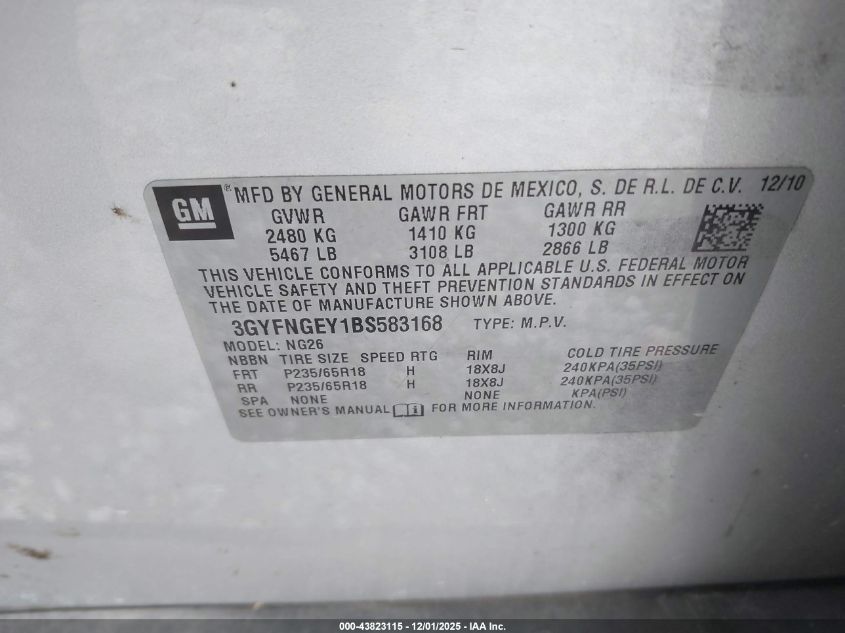 GM ® MFD BY GENERAL MOTORS DE MEXICO, S. DE R.L. DE C.V. 12/10
GVWR GAWR FRT GAWR RR
2480 KG 1410 KG 1300 KG
5467 LB 3108 LB 2866 LB
THIS VEHICLE CONFORMS TO ALL APPLICABLE U.S. FEDERAL MOTOR
VEHICLE SAFETY AND THEFT PREVENTION STANDARDS IN EFFECT ON
THE DATE OF MANUFACTURE SHOWN ABOVE.
3GYFNGEY1BS583168 TYPE: M.P.V.
MODEL: NG26
NBBN TIRE SIZE SPEED RTG RIM COLD TIRE PRESSURE
FRT P235/65R18 H 18X8J 240KPA(35PSI)
RR P235/65R18 H 18X8J 240KPA(35PSI)
SPA NONE NONE KPA(PSI)
SEE OWNER'S MANUAL FOR MORE INFORMATION.
000-43823115 - 12/01/2025 - IAA Inc.